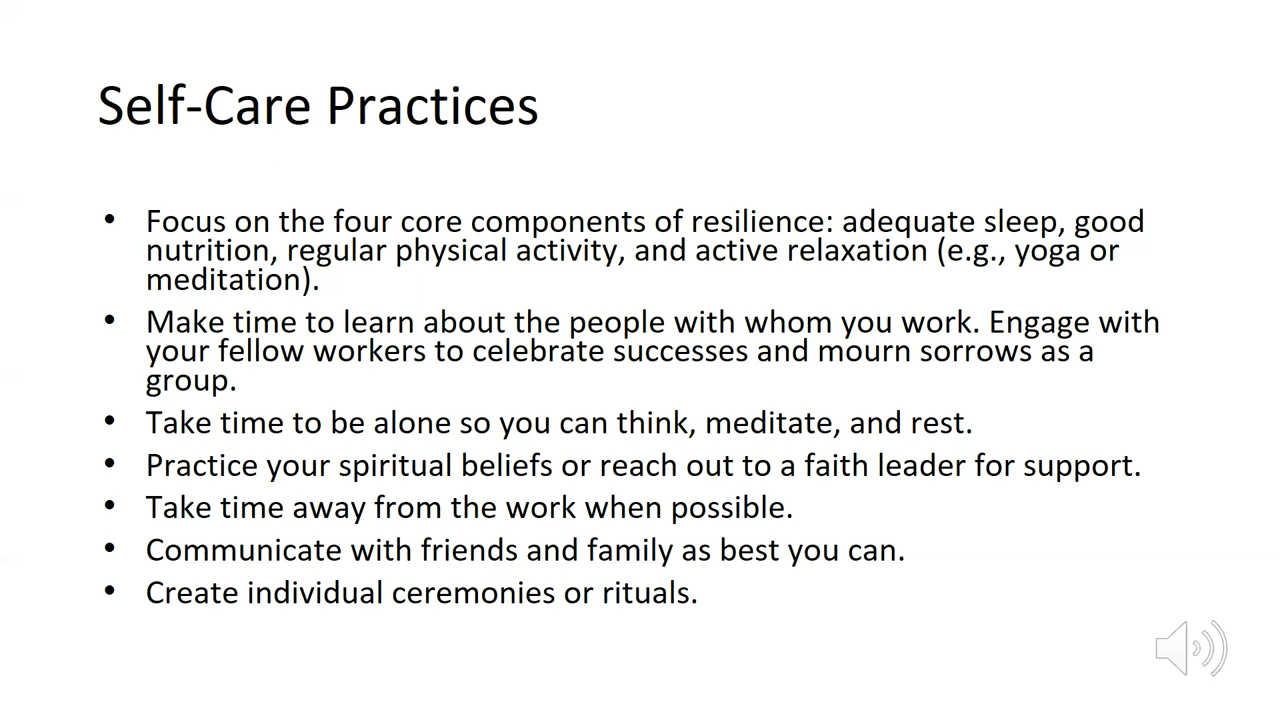 Self-Care Practices
• Focus on the four core components of resilience: adequate sleep, good
nutrition, regular physical activity, and active relaxation (e.g., yoga or
meditation).
• Make time to learn about the people with whom you work. Engage with
your fellow workers to celebrate successes and mourn sorrows as a
group.
• Take time to be alone so you can think, meditate, and rest.
• Practice your spiritual beliefs or reach out to a faith leader for support.
• Take time away from the work when possible.
• Communicate with friends and family as best you can.
• Create individual ceremonies or rituals.